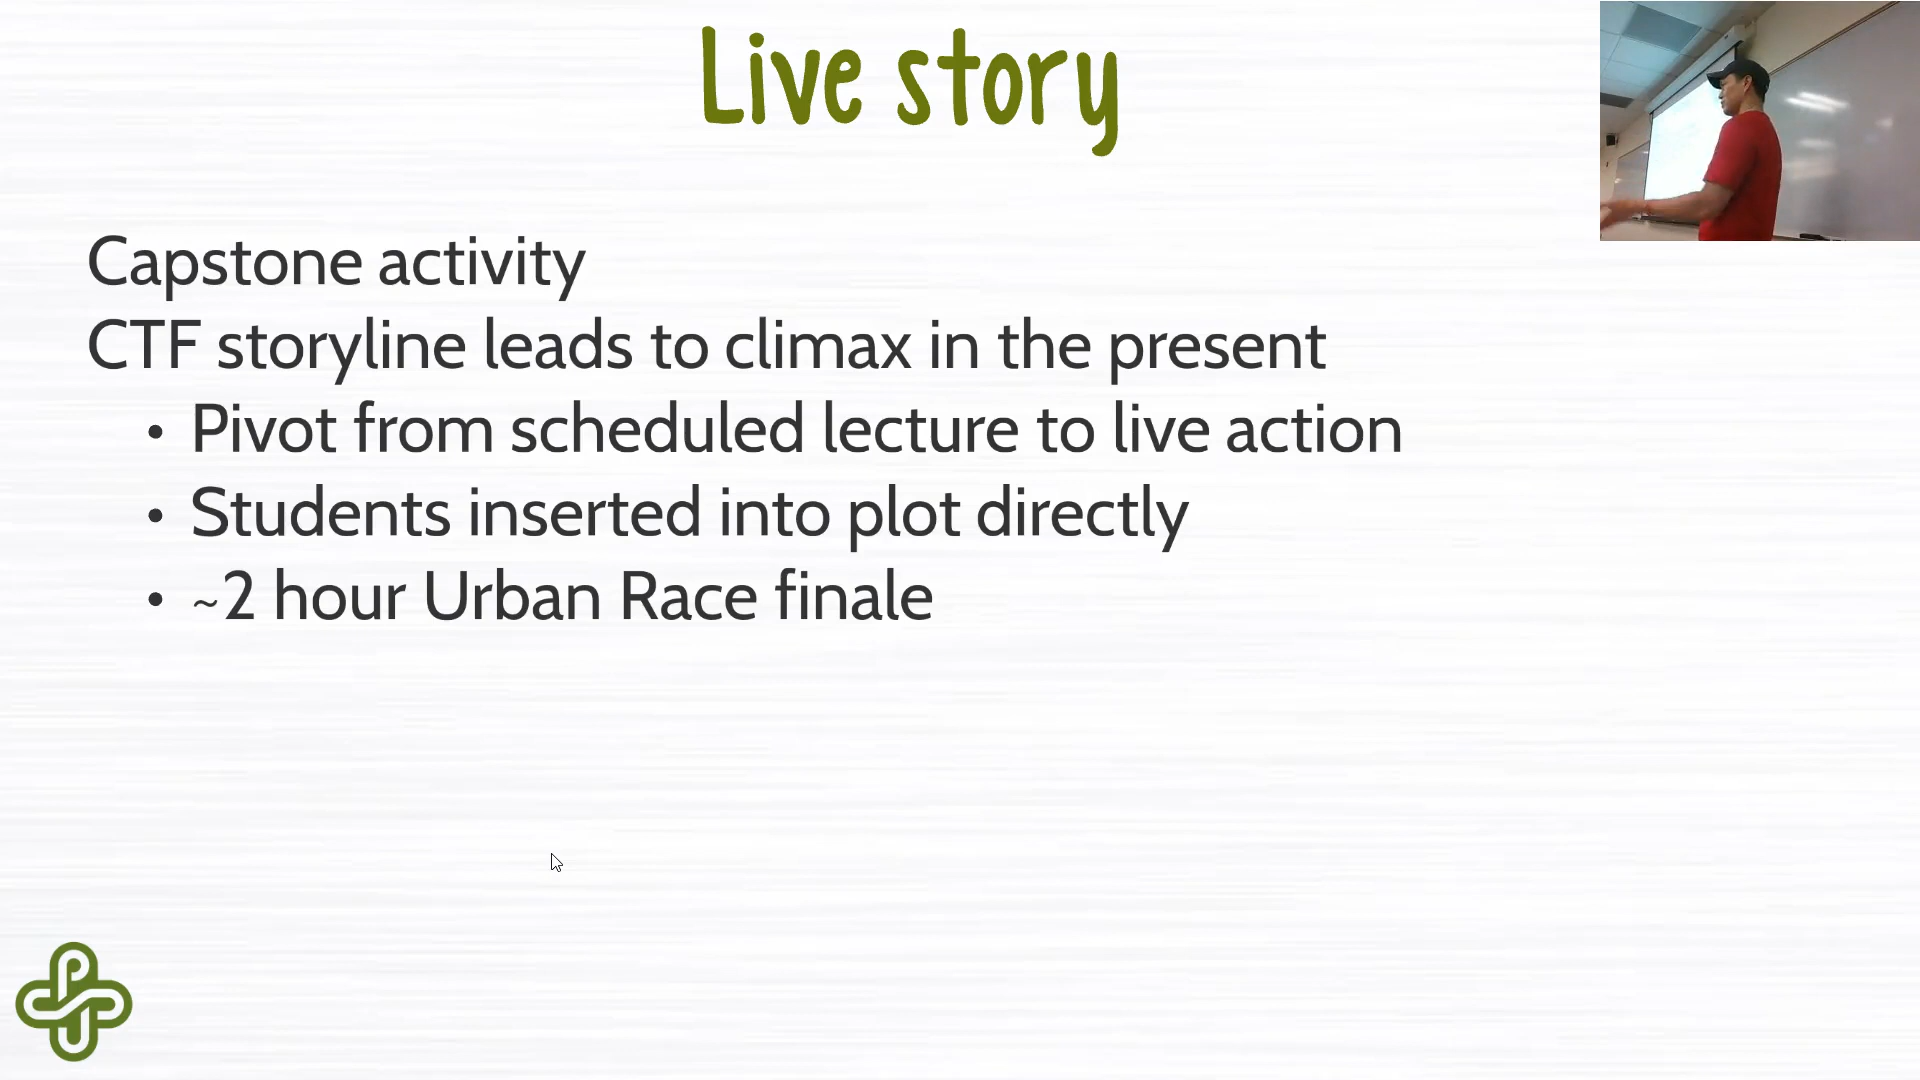 Live story
Capstone activity
CTF storyline leads to climax in the present
• Pivot from scheduled lecture to live action
• Students inserted into plot directly
• ~2 hour Urban Race finale